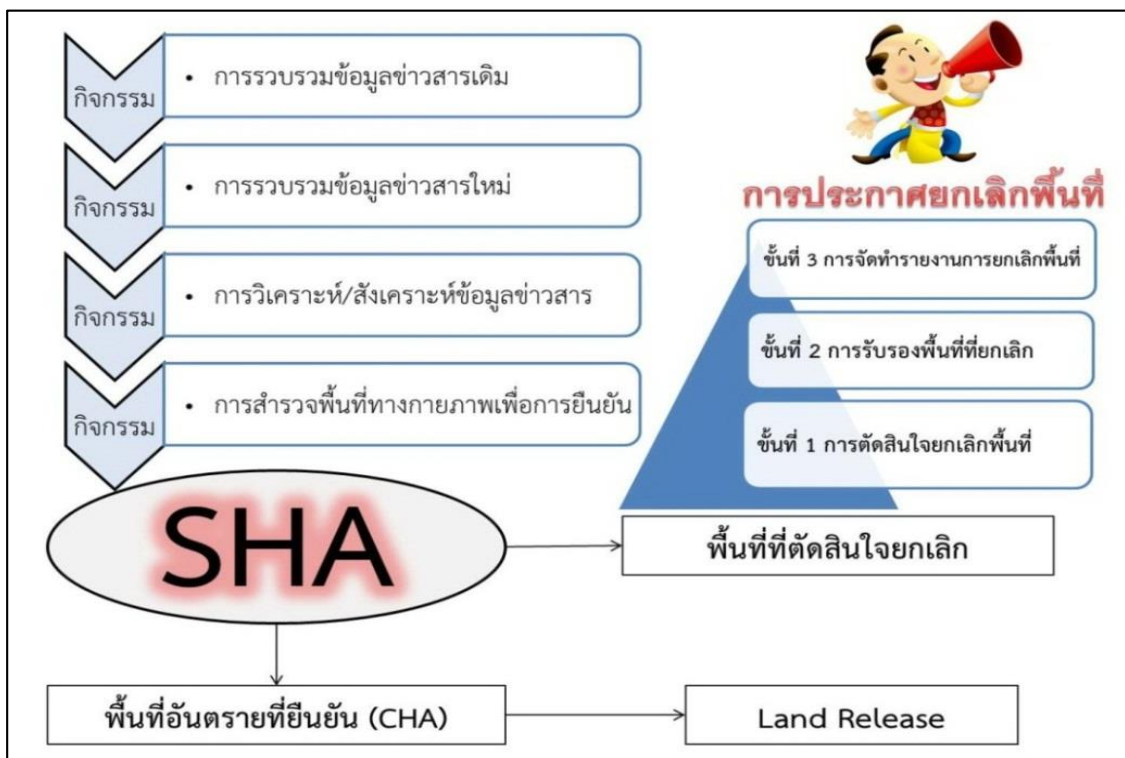 กิจกรรม
• การรวบรวมข้อมูลข่าวสารเดิม
กิจกรรม
• การรวบรวมข้อมูลข่าวสารใหม่
กิจกรรม
• การวิเคราะห์/สังเคราะห์ข้อมูลข่าวสาร
กิจกรรม
• การสำรวจพื้นที่ทางกายภาพเพื่อการยืนยัน
การประกาศยกเลิกพื้นที่
ขั้นที่ 3 การจัดทำรายงานการยกเลิกพื้นที่
ขั้นที่ 2 การรับรองพื้นที่ที่ยกเลิก
ขั้นที่ 1 การตัดสินใจยกเลิกพื้นที่
SHA
พื้นที่ที่ตัดสินใจยกเลิก
พื้นที่อันตรายที่ยืนยัน (CHA)
Land Release